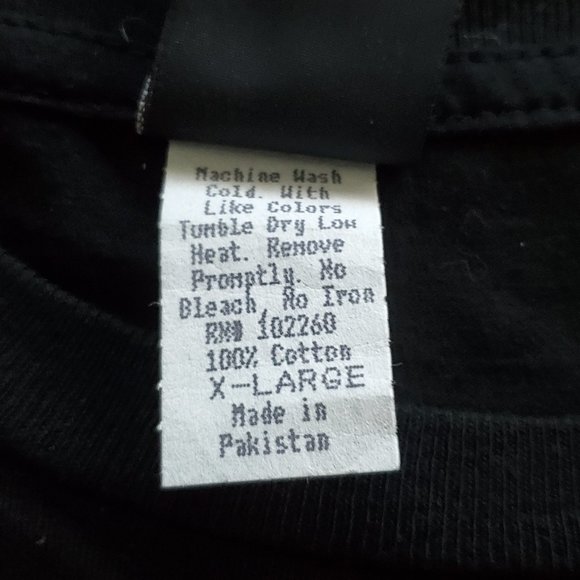 Machine Wash
Cold. With
Like Colors
Tumble Dry Low
Heat. Remove
Promptly. No
Bleach, No Iron
RN# 102260
100% Cotton
X-LARGE
Made in
Pakistan